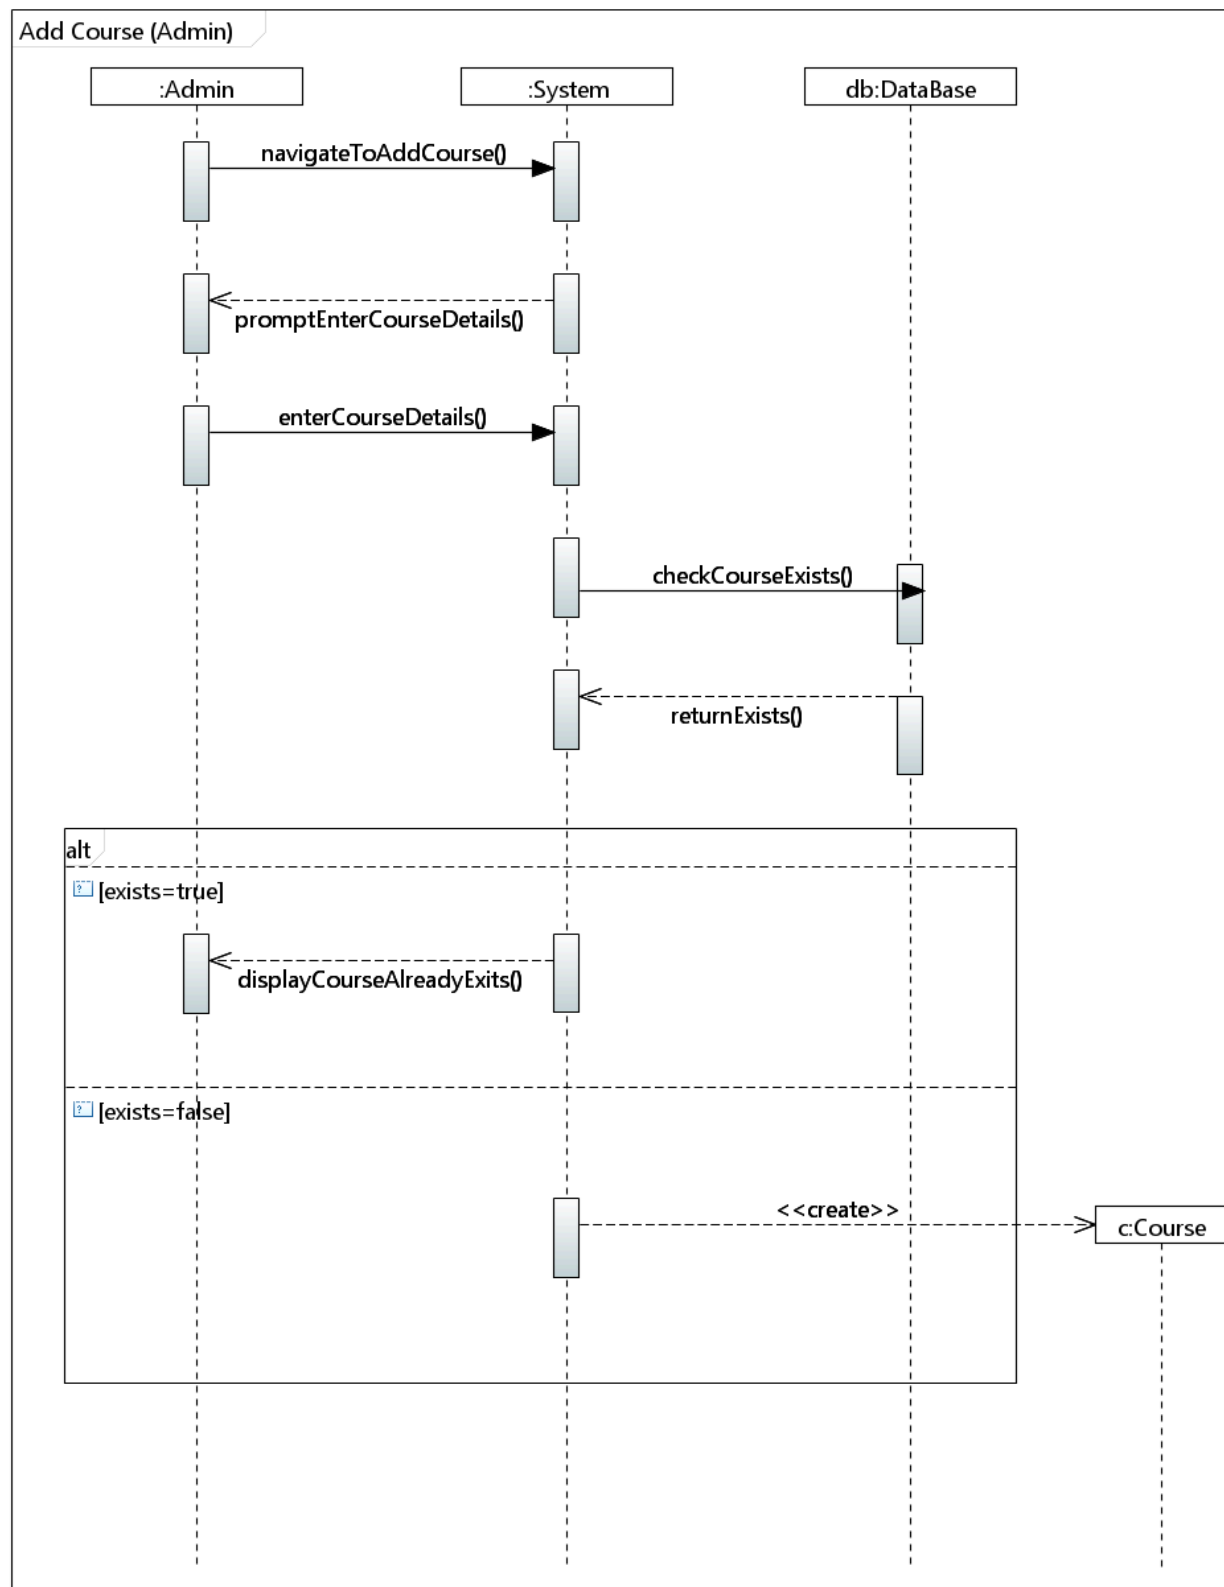 Add Course (Admin)
:Admin
:System
db:DataBase
navigateToAddCourse()
promptEnterCourseDetails()
enterCourseDetails()
checkCourseExists()
returnExists()
alt
[exists=true]
displayCourseAlreadyExits()
[exists=false]
<<create>>
c:Course